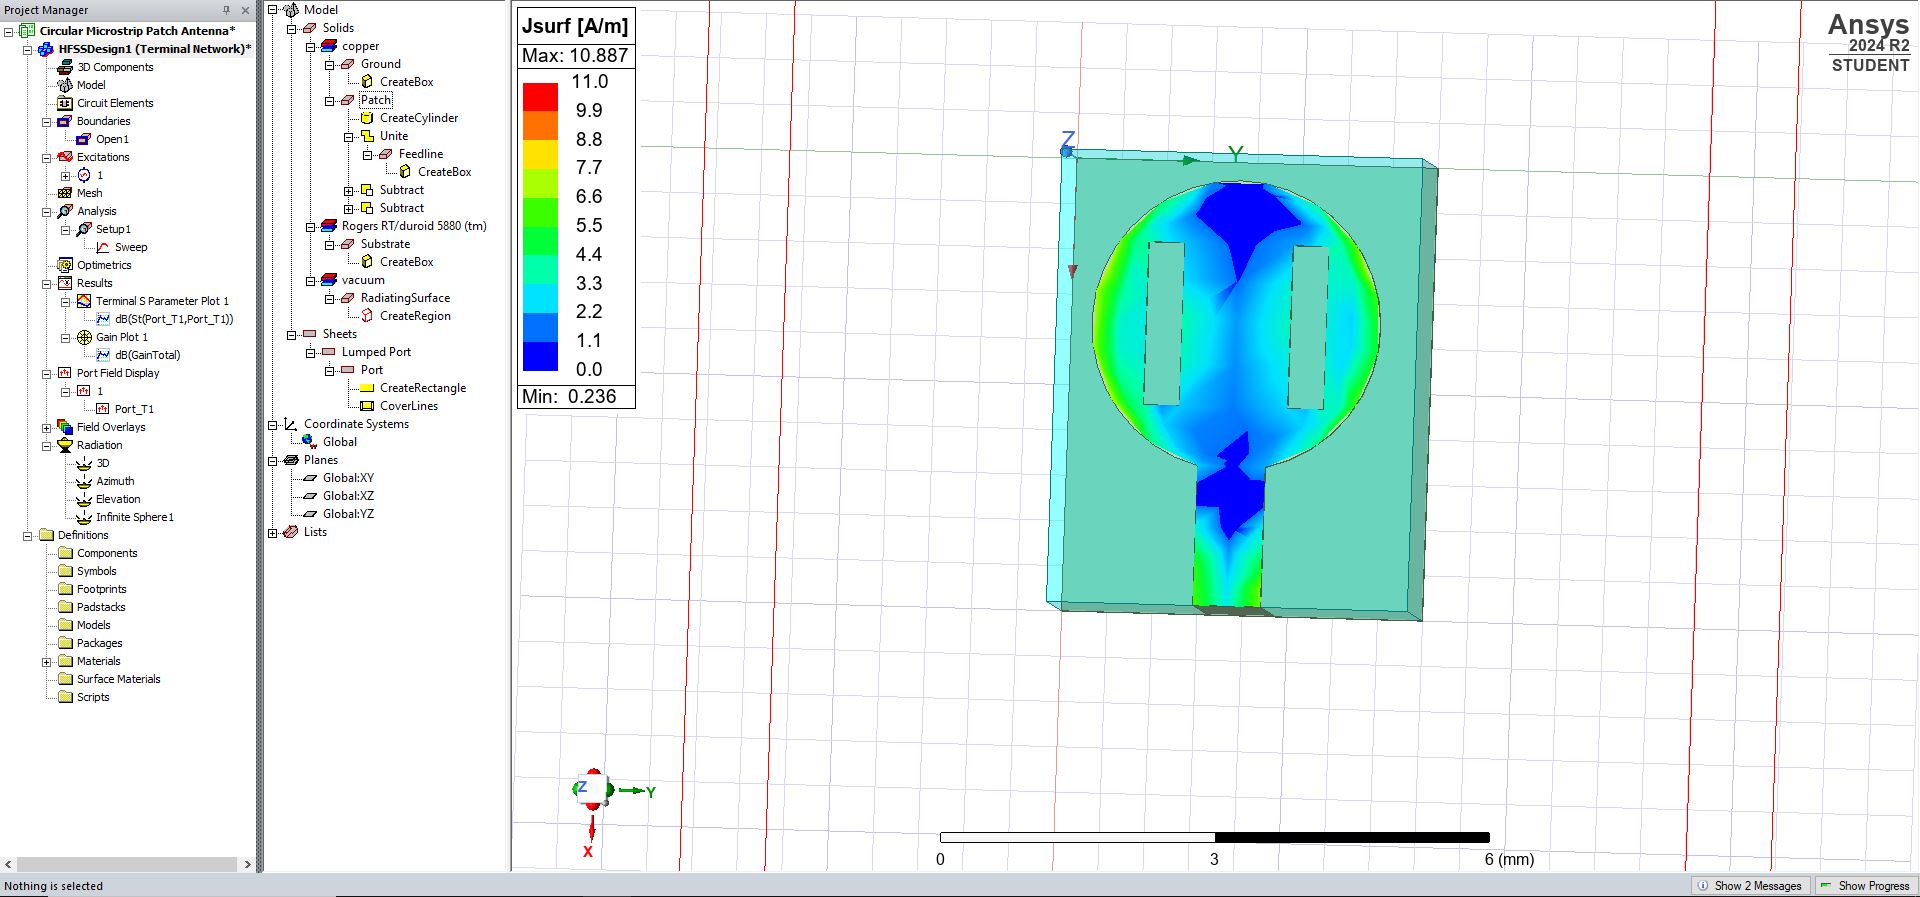 Project Manager
Circular Microstrip Patch Antenna*
HFSSDesign1 (Terminal Network)*
3D Components
Model
Circuit Elements
Boundaries
Open1
Excitations
1
Mesh
Analysis
Setup1
Sweep
Optimetrics
Results
Terminal S Parameter Plot 1
dB(St(Port_T1,Port_T1))
Gain Plot 1
dB(GainTotal)
Port Field Display
1
Port_T1
Field Overlays
Radiation
3D
Azimuth
Elevation
Infinite Sphere1
Definitions
Components
Symbols
Footprints
Padstacks
Models
Packages
Materials
Surface Materials
Scripts
Model
Solids
copper
Ground
CreateBox
Patch
CreateCylinder
Unite
Feedline
CreateBox
Subtract
Subtract
Rogers RT/duroid 5880 (tm)
Substrate
CreateBox
vacuum
RadiatingSurface
CreateRegion
Sheets
Lumped Port
Port
CreateRectangle
CoverLines
Coordinate Systems
Global
Planes
Global:XY
Global:XZ
Global:YZ
Lists
Jsurf [A/m]
Max: 10.887
11.0
9.9
8.8
7.7
6.6
5.5
4.4
3.3
2.2
1.1
0.0
Min: 0.236
Ansys
2024 R2
STUDENT
Z
Y
Z
Y
X
0 3 6 (mm)
Nothing is selected
Show 2 Messages
Show Progress